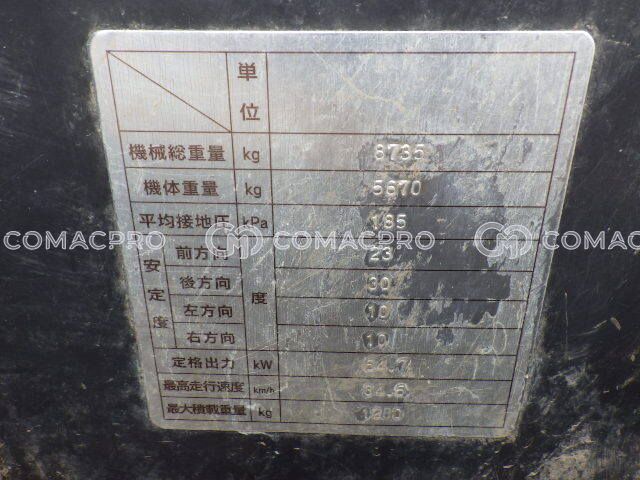 単位
機械総重量 kg 8735
機体重量 kg 5670
平均接地圧 kPa 185
COMACPRO COMACPRO COMACPRO
安定度 前方向 度 23
後方向 30
左方向 10
右方向 10
定格出力 kW
最高走行速度 km/h
最大積載重量 kg